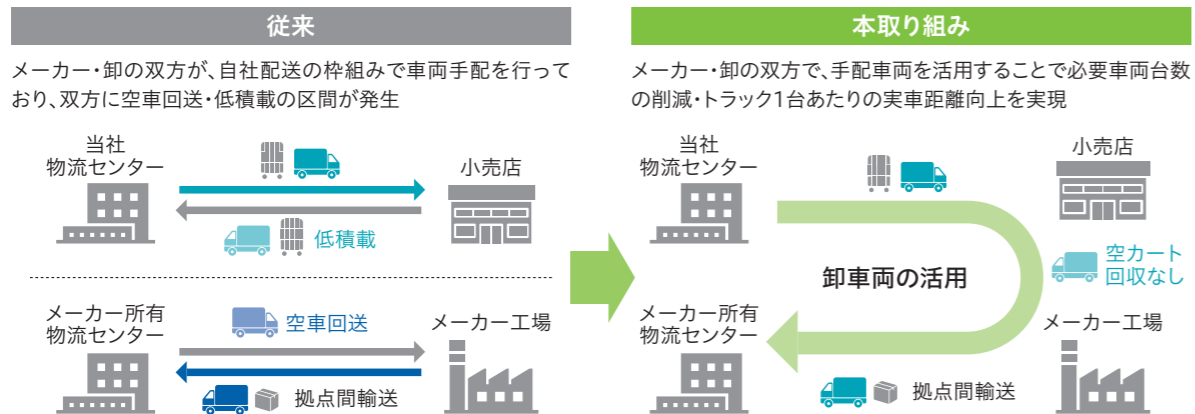 従来
メーカー・卸の双方が、自社配送の枠組みで車両手配を行って
おり、双方に空車回送・低積載の区間が発生
当社
物流センター
小売店
低積載
メーカー所有
物流センター
空車回送
メーカー工場
拠点間輸送
本取り組み
メーカー・卸の双方で、手配車両を活用することで必要車両台数
の削減・トラック1台あたりの実車距離向上を実現
当社
物流センター
小売店
空カート
回収なし
卸車両の活用
メーカー所有
物流センター
メーカー工場
拠点間輸送